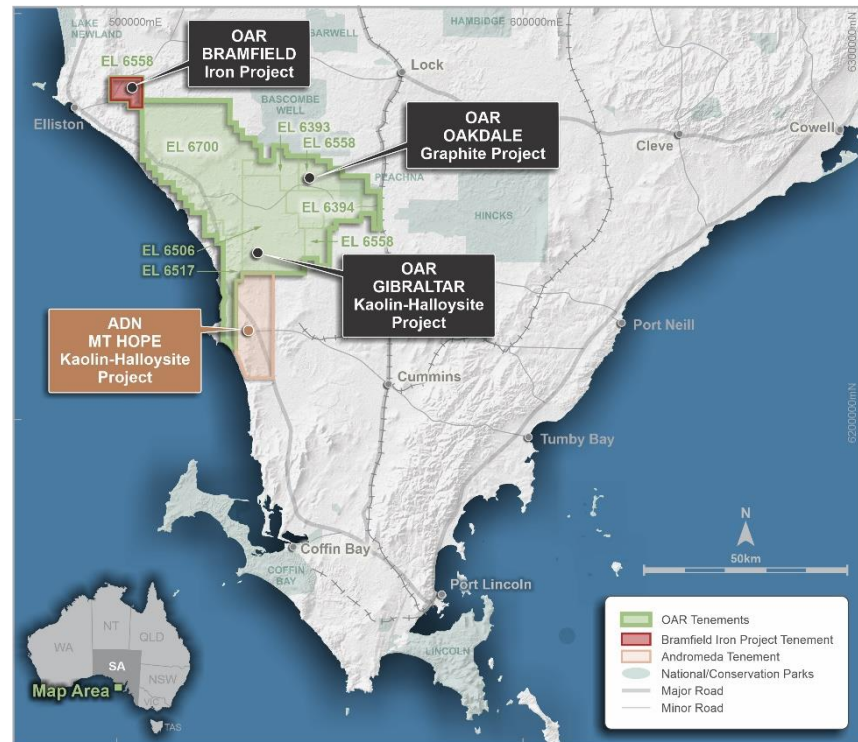 LAKE
NEWLAND
500000mE
BARWELL
HAMBIDGE
600000mE
6300000mN
OAR
BRAMFIELD
Iron Project
EL 6558
Lock
Elliston
BASCOMBE
WELL
EL 6393
EL 6558
OAR
OAKDALE
Graphite Project
Cleve
Cowell
EL 6700
PEACHNA
EL 6394
HINCKS
EL 6558
EL 6506
EL 6517
OAR
GIBRALTAR
Kaolin-Halloysite
Project
ADN
MT HOPE
Kaolin-Halloysite
Project
Port Neill
Cummins
6200000mN
Tumby Bay
N
50km
Coffin Bay
COFFIN
BAY
Port Lincoln
LINCOLN
WA
NT
QLD
SA
NSW
VIC
TAS
Map Area
OAR Tenements
Bramfield Iron Project Tenement
Andromeda Tenement
National/Conservation Parks
Major Road
Minor Road